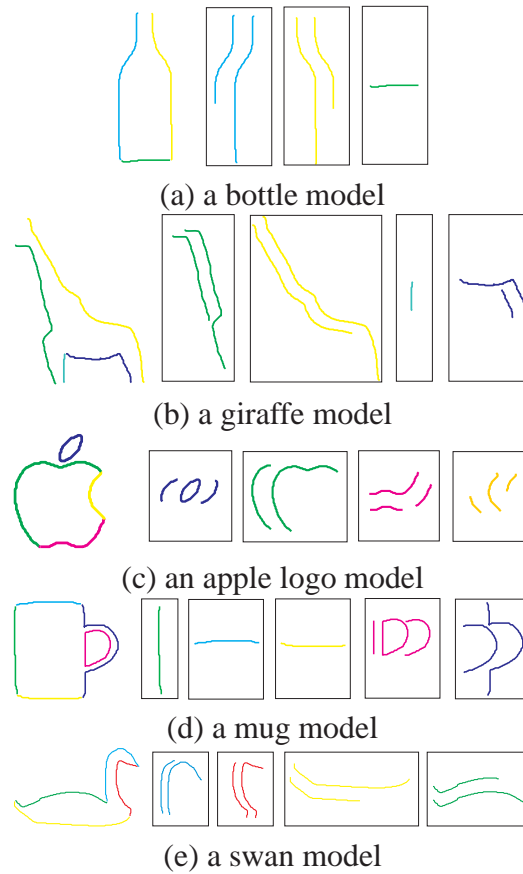 (a) a bottle model
(b) a giraffe model
(c) an apple logo model
(d) a mug model
(e) a swan model